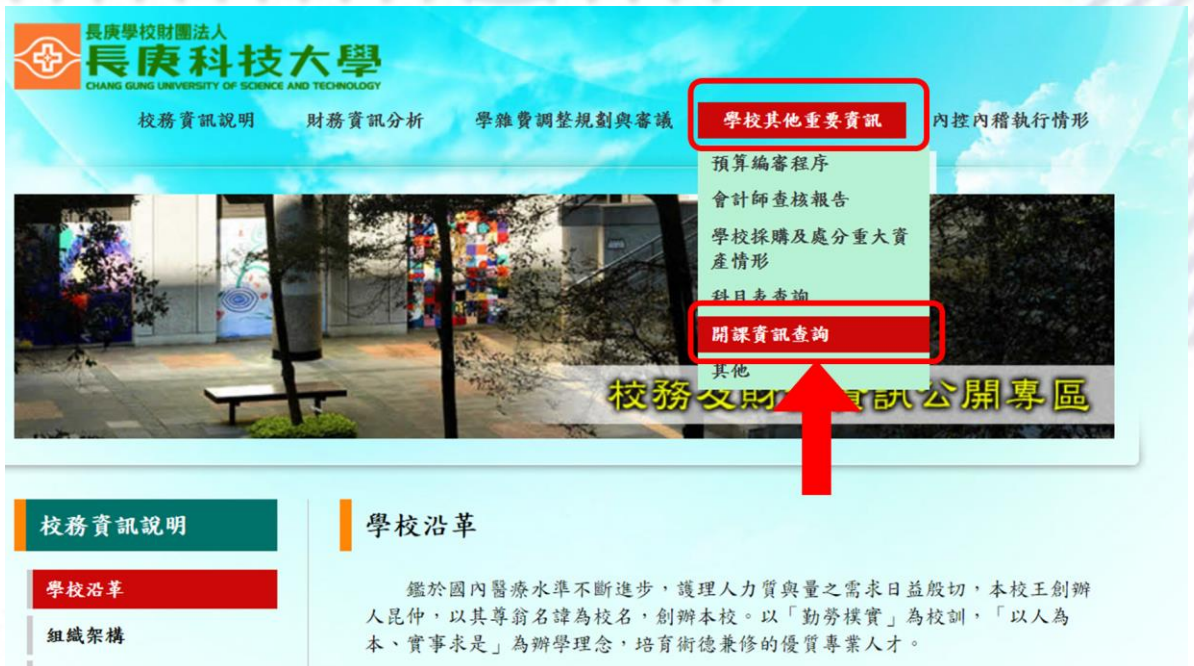 長庚學校財團法人
長庚科技大學
CHANG GUNG UNIVERSITY OF SCIENCE AND TECHNOLOGY
校務資訊說明 財務資訊分析 學雜費調整規劃與審議 學校其他重要資訊 內控內稽執行情形
預算編審程序
會計師查核報告
學校採購及處分重大資
產情形
科目表查詢
開課資訊查詢
其他
校務及財務資訊公開專區
校務資訊說明
學校沿革
組織架構
學校沿革
鑑於國內醫療水準不斷進步，護理人力質與量之需求日益殷切，本校王創辦
人昆仲，以其尊翁名諱為校名，創辦本校。以「勤勞樸實」為校訓，「以人為
本、實事求是」為辦學理念，培育術德兼修的優質專業人才。